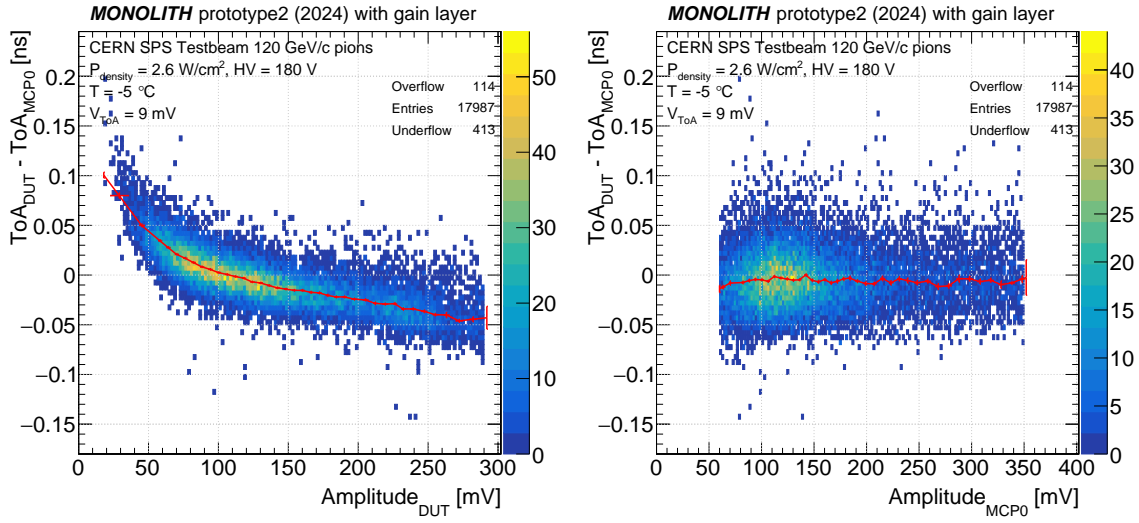 MONOLITH prototype2 (2024) with gain layer
CERN SPS Testbeam 120 GeV/c pions
P_density = 2.6 W/cm², HV = 180 V
T = -5 °C
V_ToA = 9 mV
Overflow 114
Entries 17987
Underflow 413
ToA_DUT - ToA_MCP0 [ns]
0.2
0.15
0.1
0.05
0
−0.05
−0.1
−0.15
0 50 100 150 200 250 300
Amplitude_DUT [mV]
50
40
30
20
10
0
MONOLITH prototype2 (2024) with gain layer
CERN SPS Testbeam 120 GeV/c pions
P_density = 2.6 W/cm², HV = 180 V
T = -5 °C
V_ToA = 9 mV
Overflow 114
Entries 17987
Underflow 413
ToA_DUT - ToA_MCP0 [ns]
0.2
0.15
0.1
0.05
0
−0.05
−0.1
−0.15
0 50 100 150 200 250 300 350 400
Amplitude_MCP0 [mV]
40
35
30
25
20
15
10
5
0